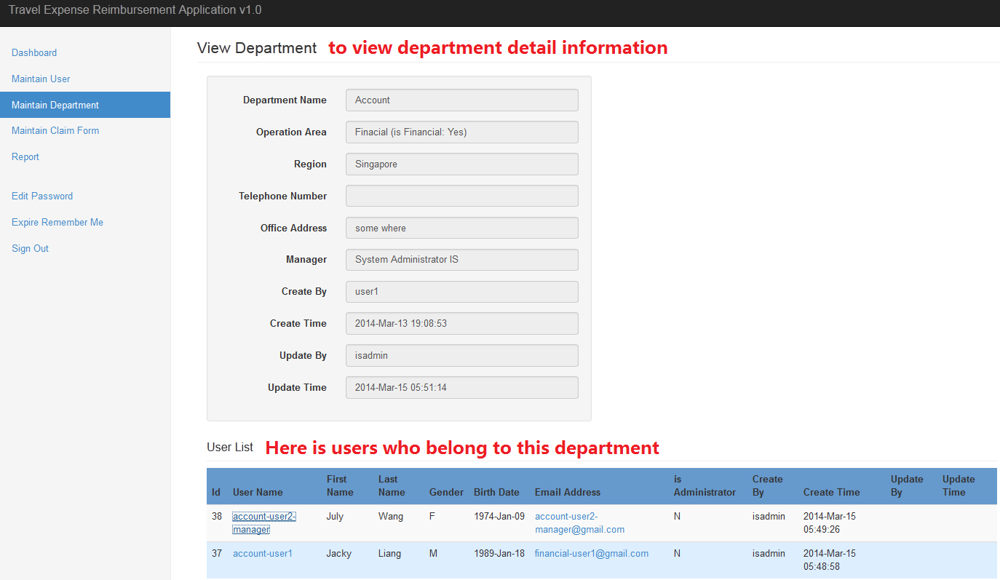 Travel Expense Reimbursement Application v1.0
Dashboard
Maintain User
Maintain Department
Maintain Claim Form
Report
Edit Password
Expire Remember Me
Sign Out
View Department to view department detail information
Department Name Account
Operation Area Finacial (is Financial: Yes)
Region Singapore
Telephone Number
Office Address some where
Manager System Administrator IS
Create By user1
Create Time 2014-Mar-13 19:08:53
Update By isadmin
Update Time 2014-Mar-15 05:51:14
User List Here is users who belong to this department
First Last is Create Update Update
Id User Name Name Name Gender Birth Date Email Address Administrator By Create Time By Time
38 account-user2- July Wang F 1974-Jan-09 account-user2- N isadmin 2014-Mar-15
manager manager@gmail.com 05:49:26
37 account-user1 Jacky Liang M 1989-Jan-18 financial-user1@gmail.com N isadmin 2014-Mar-15
05:48:58